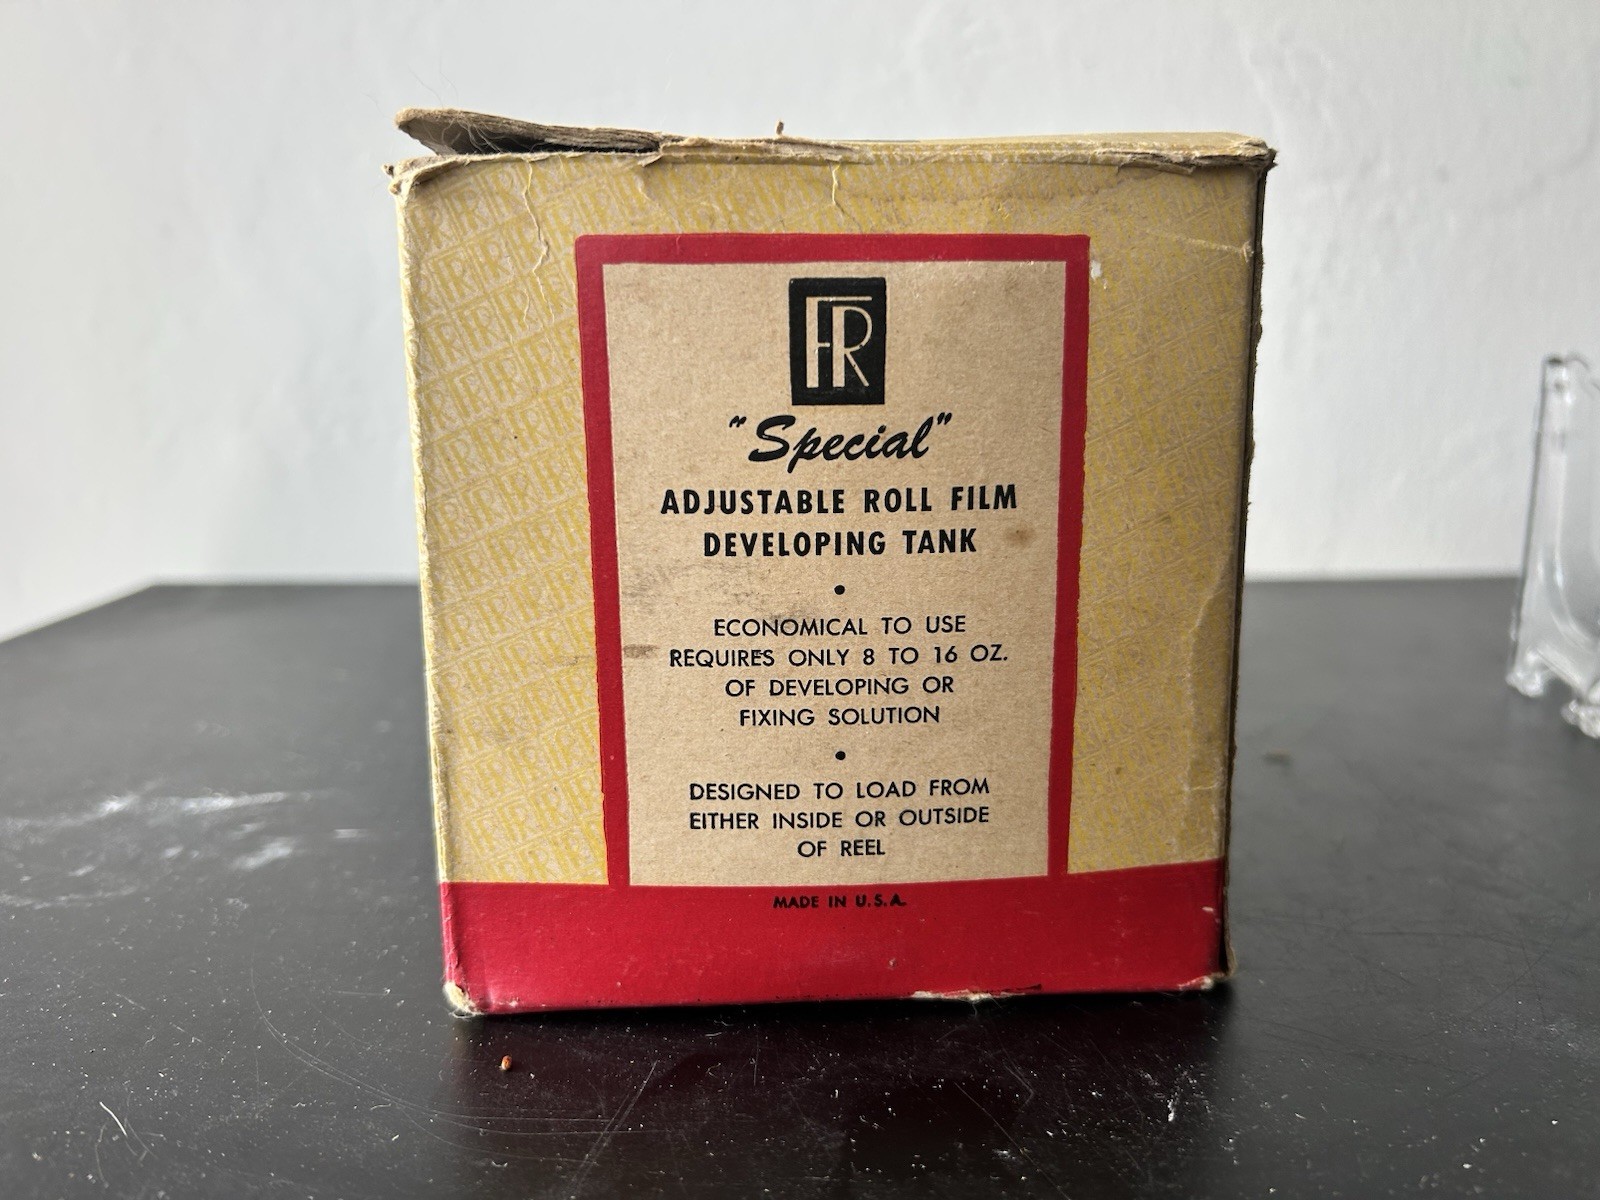 FR
"Special"
ADJUSTABLE ROLL FILM
DEVELOPING TANK
•
ECONOMICAL TO USE
REQUIRES ONLY 8 TO 16 OZ.
OF DEVELOPING OR
FIXING SOLUTION
•
DESIGNED TO LOAD FROM
EITHER INSIDE OR OUTSIDE
OF REEL
MADE IN U.S.A.